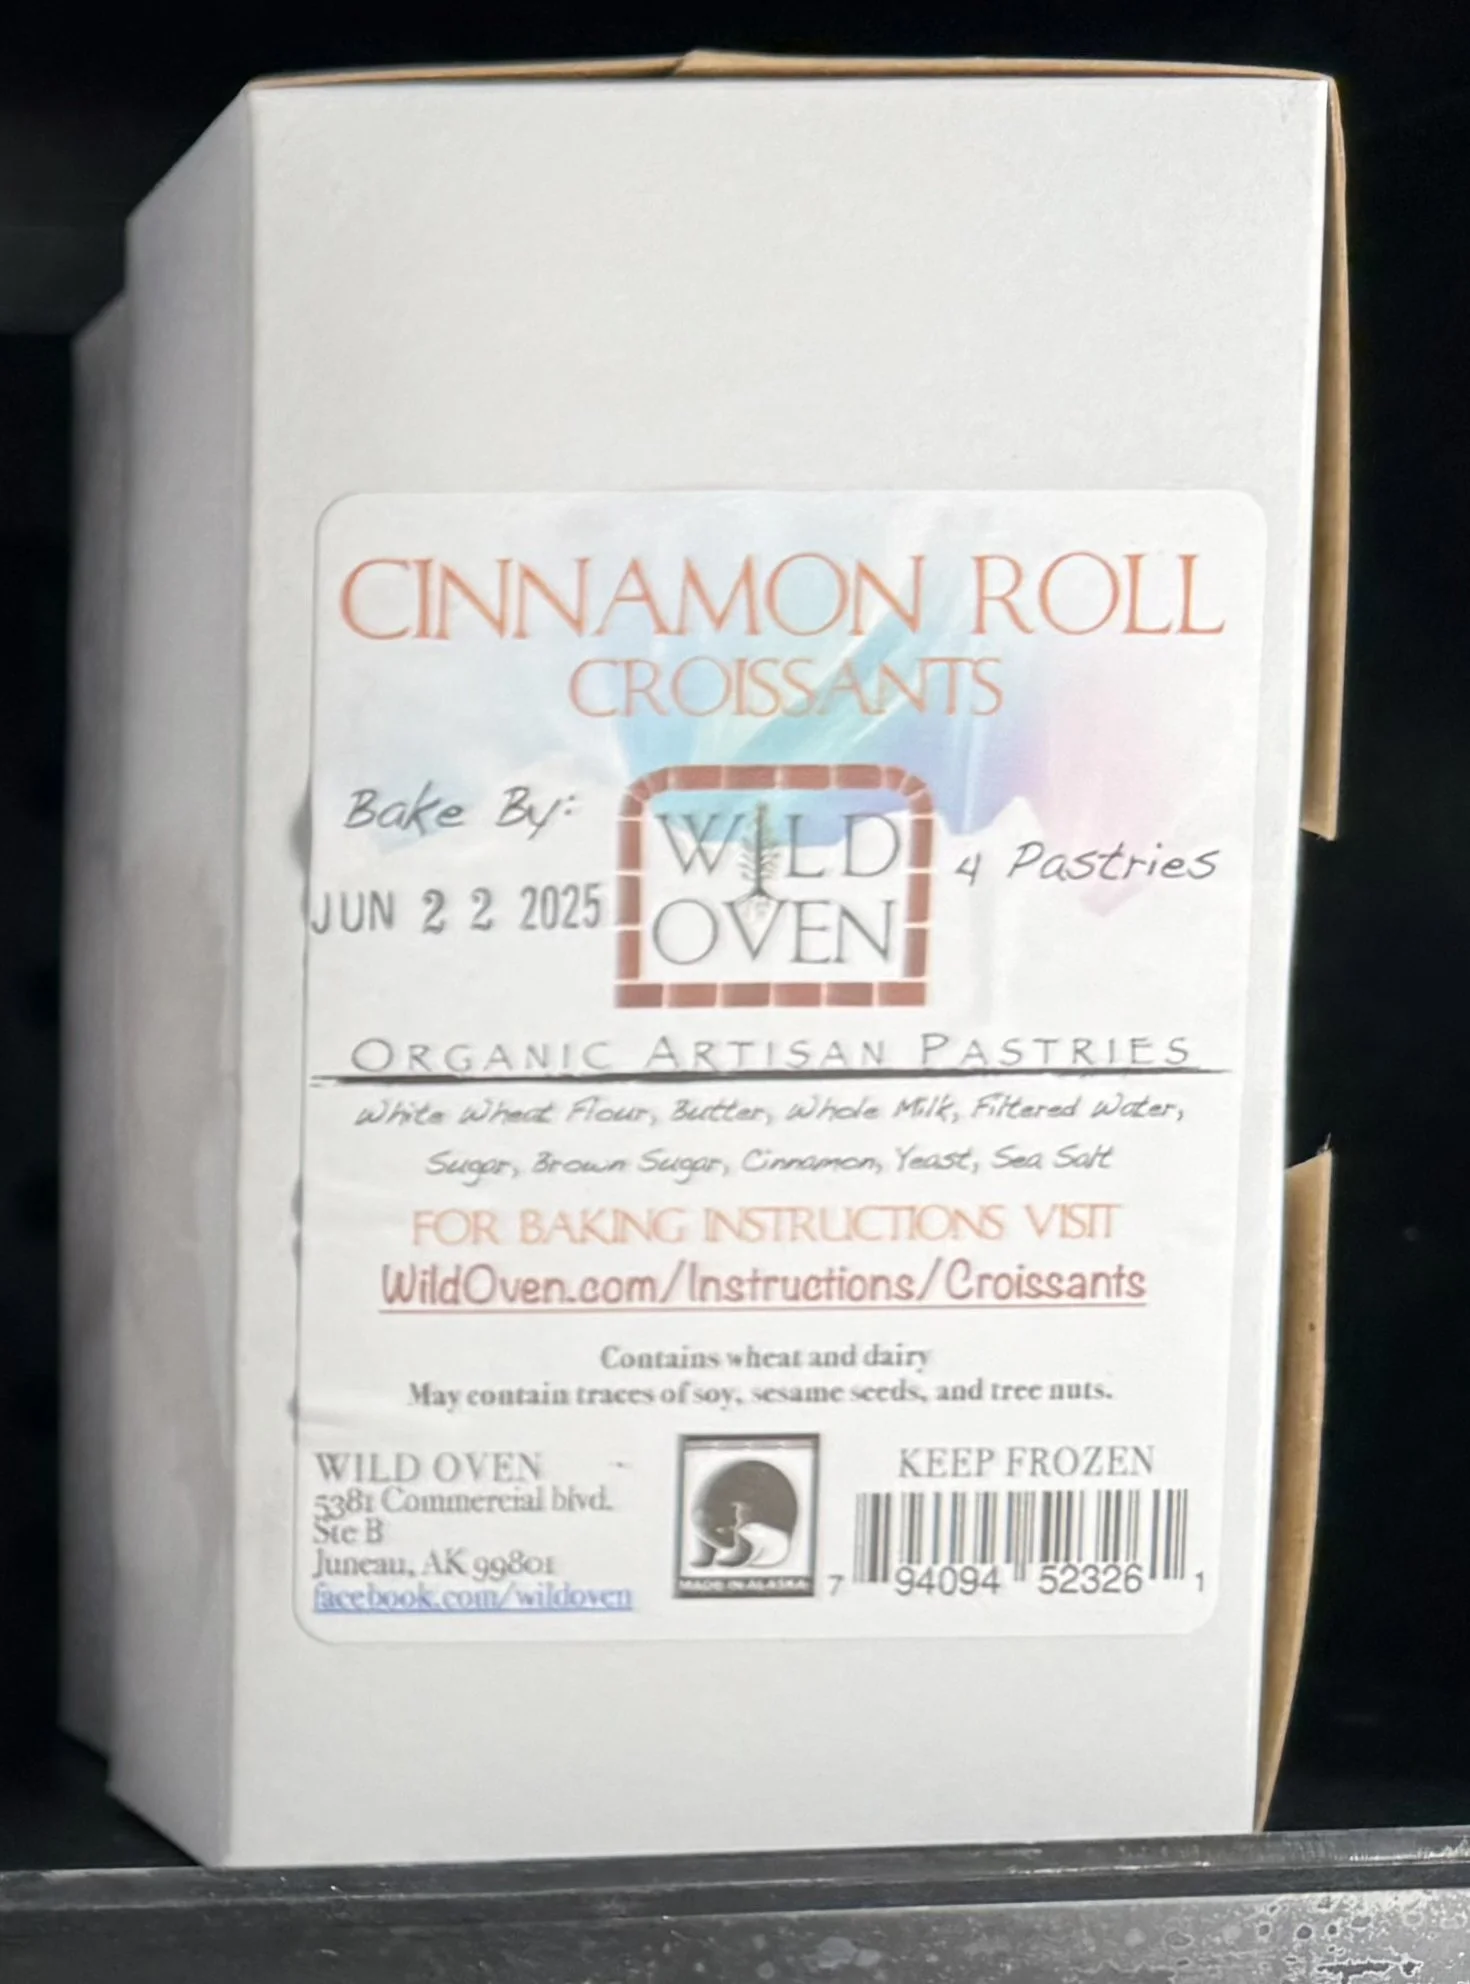 CINNAMON ROLL
CROISSANTS
Bake By:
JUN 22 2025
WILD
OVEN
4 Pastries
ORGANIC ARTISAN PASTRIES
White Wheat Flour, Butter, Whole Milk, Filtered Water,
Sugar, Brown Sugar, Cinnamon, Yeast, Sea Salt
FOR BAKING INSTRUCTIONS VISIT
WildOven.com/Instructions/Croissants
Contains wheat and dairy
May contain traces of soy, sesame seeds, and tree nuts.
WILD OVEN
5381 Commercial blvd.
Ste B
Juneau, AK 99801
facebook.com/wildoven
MADE IN ALASKA
KEEP FROZEN
7 94094 52326 1